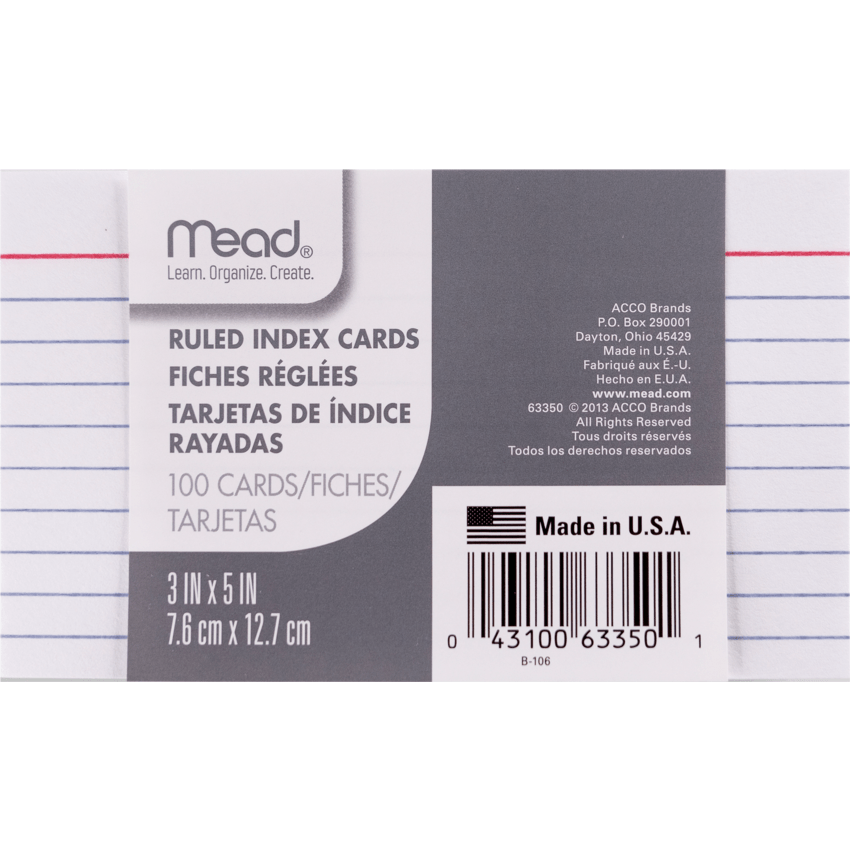 Mead®
Learn. Organize. Create.
RULED INDEX CARDS
FICHES RÉGLÉES
TARJETAS DE ÍNDICE
RAYADAS
100 CARDS/FICHES/
TARJETAS
3 IN x 5 IN
7.6 cm x 12.7 cm
ACCO Brands
P.O. Box 290001
Dayton, Ohio 45429
Made in U.S.A.
Fabriqué aux É.-U.
Hecho en E.U.A.
www.mead.com
63350 © 2013 ACCO Brands
All Rights Reserved
Tous droits réservés
Todos los derechos reservados
Made in U.S.A.
0 43100 63350 1
B-106